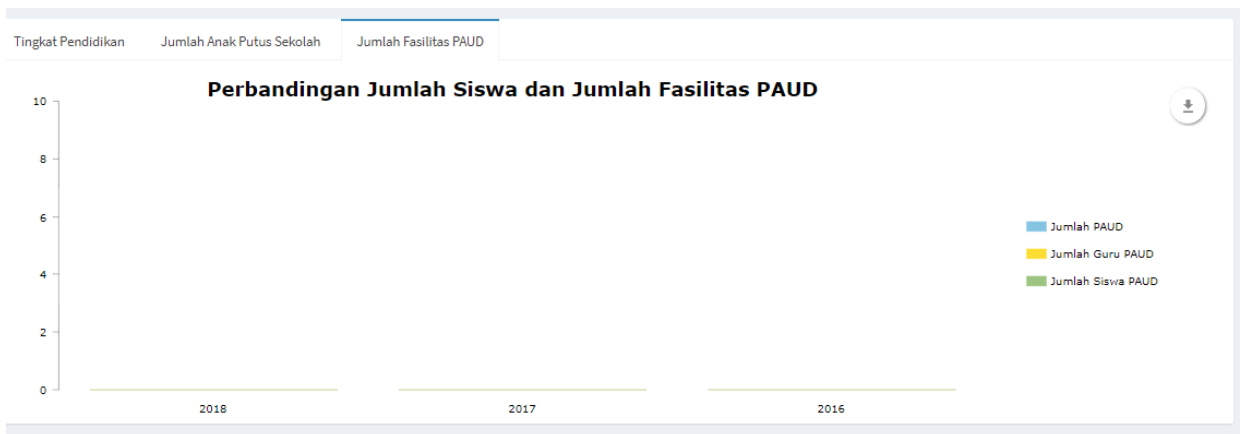 Tingkat Pendidikan Jumlah Anak Putus Sekolah Jumlah Fasilitas PAUD
Perbandingan Jumlah Siswa dan Jumlah Fasilitas PAUD
10
8
6
4
2
0
2018 2017 2016
Jumlah PAUD
Jumlah Guru PAUD
Jumlah Siswa PAUD